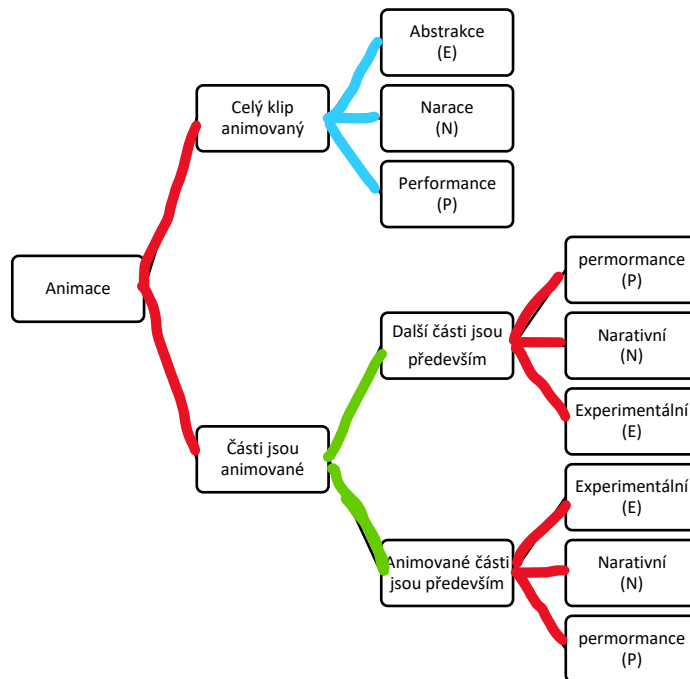 Abstrakce
(E)
Celý klip
animovaný
Narace
(N)
Performance
(P)
Animace
permormance
(P)
Další části jsou
především
Narativní
(N)
Experimentální
(E)
Části jsou
animované
Experimentální
(E)
Animované části
jsou především
Narativní
(N)
permormance
(P)